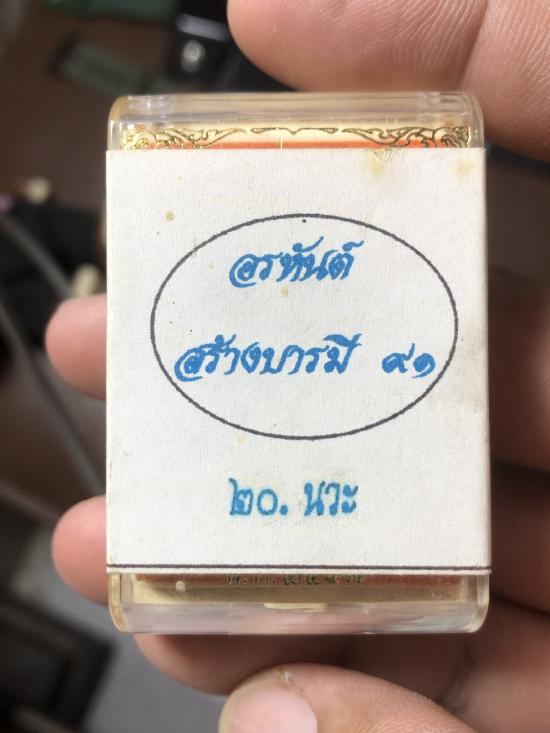 อรหันต์
สร้างบารมี ๙๑
๒๐. นวะ